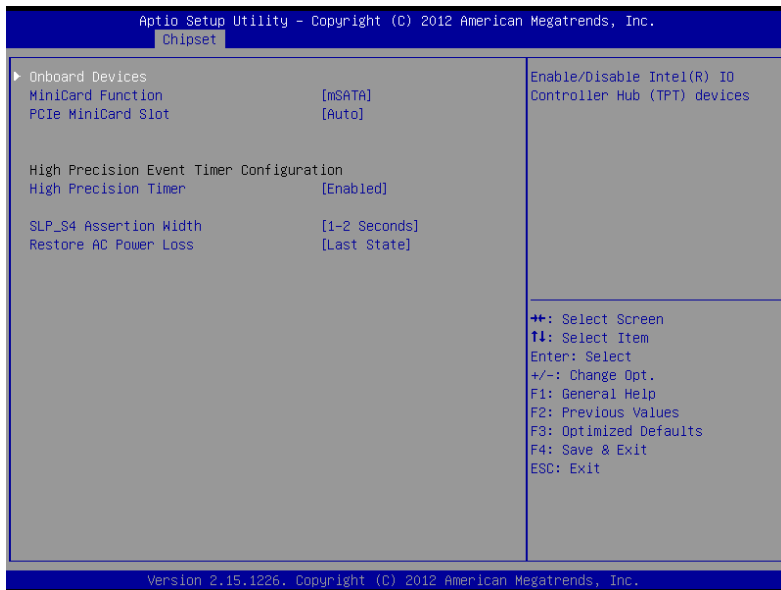 Aptio Setup Utility – Copyright (C) 2012 American Megatrends, Inc.
Chipset
Onboard Devices
MiniCard Function [mSATA]
PCIe MiniCard Slot [Auto]
High Precision Event Timer Configuration
High Precision Timer [Enabled]
SLP_S4 Assertion Width [1-2 Seconds]
Restore AC Power Loss [Last State]
Enable/Disable Intel(R) IO
Controller Hub (TPT) devices
→←: Select Screen
↑↓: Select Item
Enter: Select
+/-: Change Opt.
F1: General Help
F2: Previous Values
F3: Optimized Defaults
F4: Save & Exit
ESC: Exit
Version 2.15.1226. Copyright (C) 2012 American Megatrends, Inc.